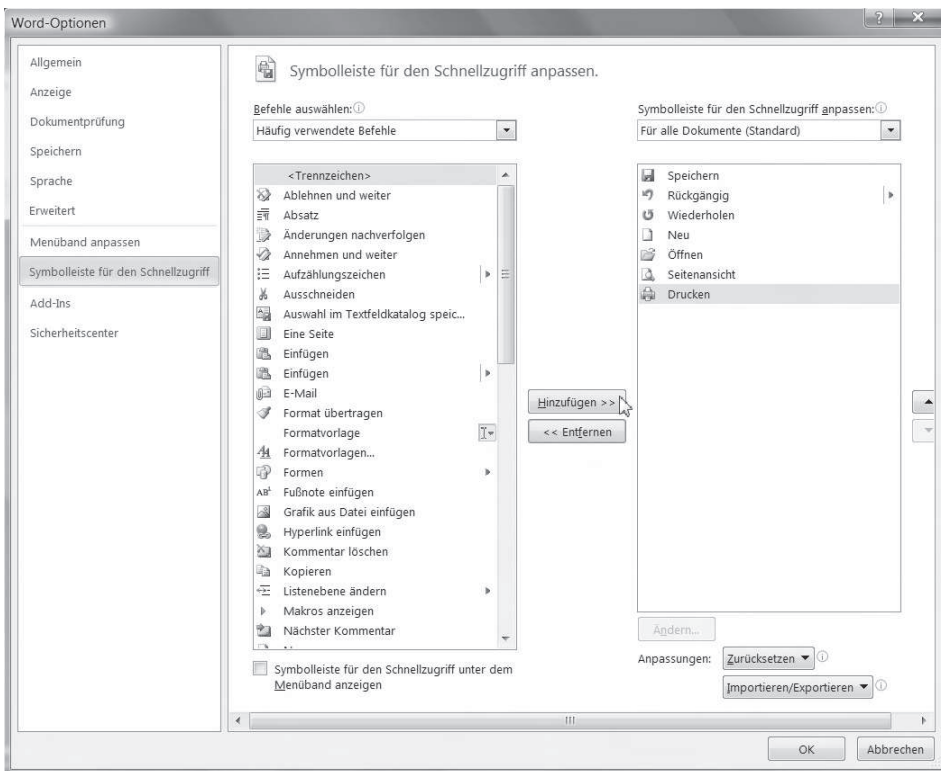 Word-Optionen
Allgemein
Anzeige
Dokumentprüfung
Speichern
Sprache
Erweitert
Menüband anpassen
Symbolleiste für den Schnellzugriff
Add-Ins
Sicherheitscenter
Symbolleiste für den Schnellzugriff anpassen.
Befehle auswählen:
Häufig verwendete Befehle
<Trennzeichen>
Ablehnen und weiter
Absatz
Änderungen nachverfolgen
Annehmen und weiter
Aufzählungszeichen
Ausschneiden
Auswahl im Textfeldkatalog speic...
Eine Seite
Einfügen
Einfügen
E-Mail
Format übertragen
Formatvorlage
Formatvorlagen...
Formen
Fußnote einfügen
Grafik aus Datei einfügen
Hyperlink einfügen
Kommentar löschen
Kopieren
Listenebene ändern
Makros anzeigen
Nächster Kommentar
Symbolleiste für den Schnellzugriff unter dem
Menüband anzeigen
Hinzufügen >>
<< Entfernen
Symbolleiste für den Schnellzugriff anpassen:
Für alle Dokumente (Standard)
Speichern
Rückgängig
Wiederholen
Neu
Öffnen
Seitenansicht
Drucken
Ändern...
Anpassungen:
Zurücksetzen
Importieren/Exportieren
OK
Abbrechen